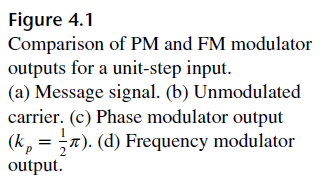 Figure 4.1
Comparison of PM and FM modulator
outputs for a unit-step input.
(a) Message signal. (b) Unmodulated
carrier. (c) Phase modulator output
(kₚ = ½π). (d) Frequency modulator
output.